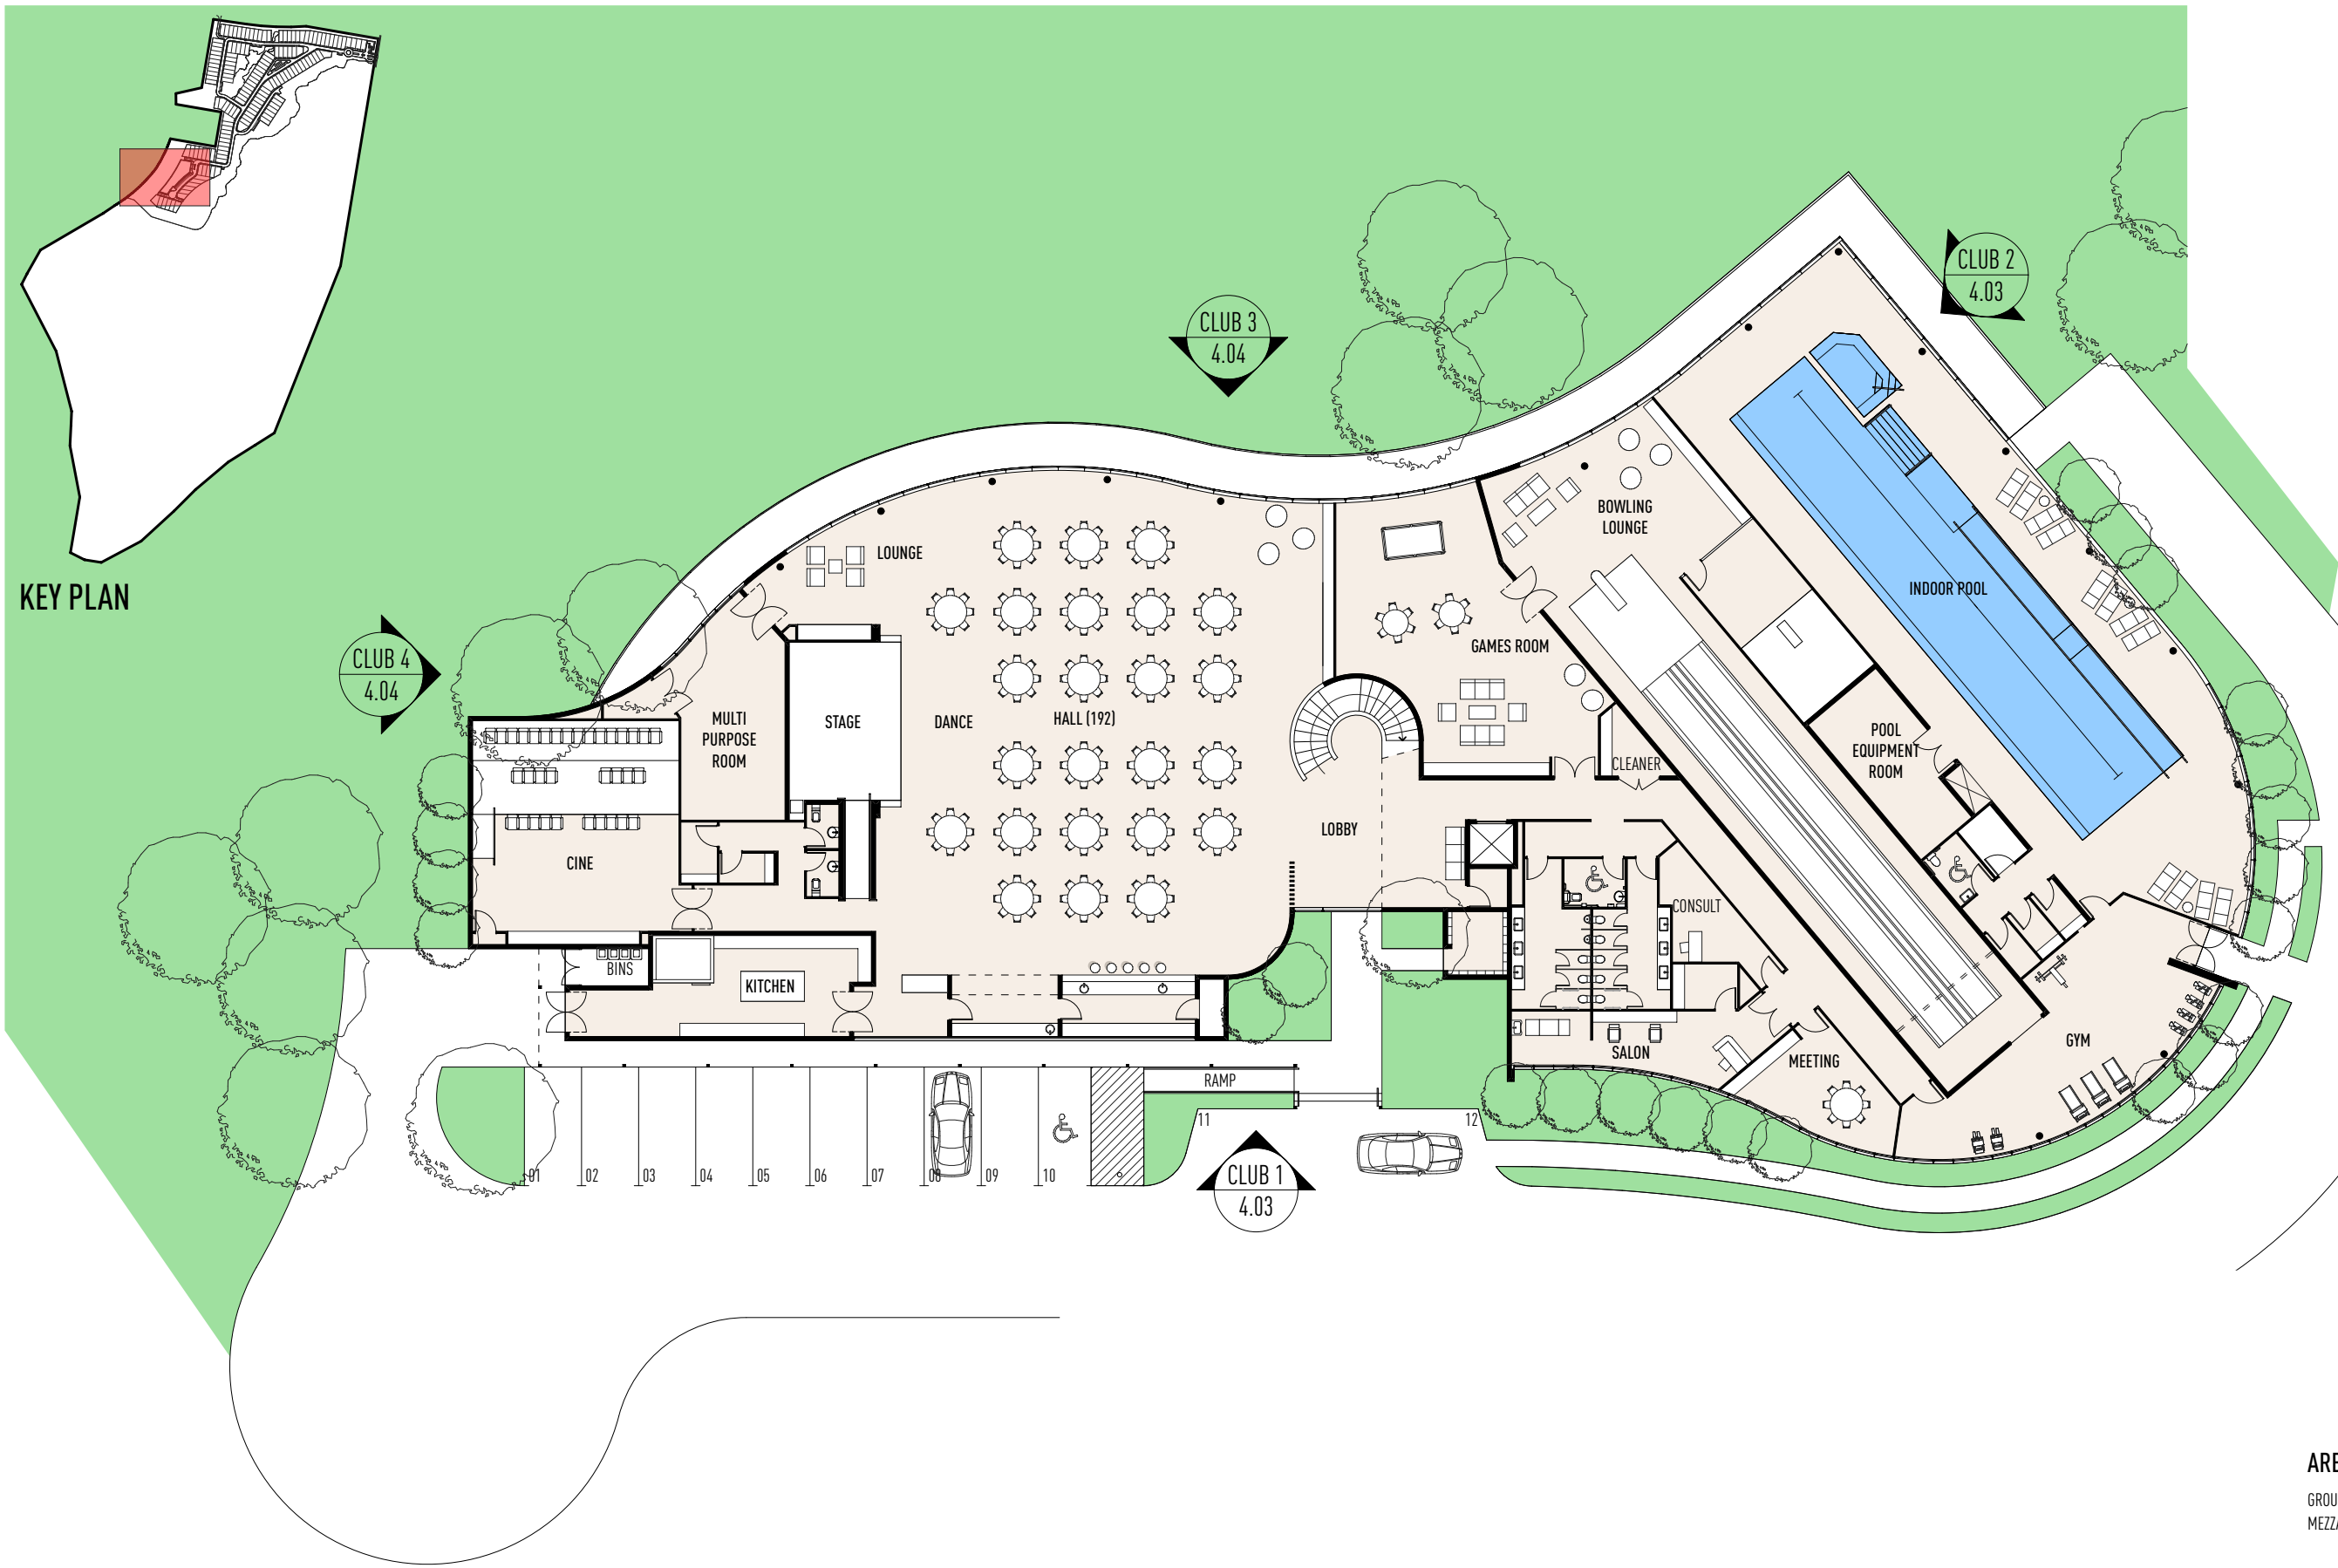 KEY PLAN
CLUB 3
4.04
CLUB 2
4.03
CLUB 4
4.04
LOUNGE
BOWLING
LOUNGE
INDOOR POOL
GAMES ROOM
MULTI
PURPOSE
ROOM
STAGE
DANCE
HALL (192)
POOL
EQUIPMENT
ROOM
CLEANER
LOBBY
CINE
CONSULT
BINS
KITCHEN
SALON
MEETING
GYM
RAMP
11
12
01
02
03
04
05
06
07
08
09
10
CLUB 1
4.03
ARE
GROU
MEZZ